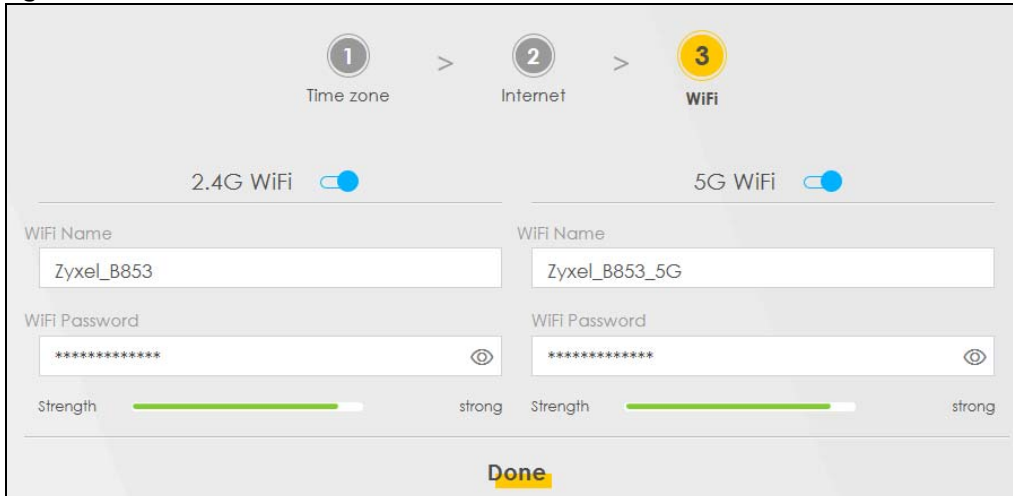 1 > 2 > 3
Time zone Internet WiFi
2.4G WiFi 5G WiFi
WiFi Name WiFi Name
Zyxel_B853 Zyxel_B853_5G
WiFi Password WiFi Password
************* *************
Strength strong Strength strong
Done